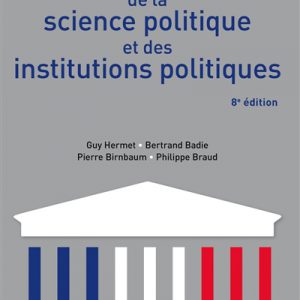 de la
science politique
et des
institutions politiques
8e édition
Guy Hermet • Bertrand Badie
Pierre Birnbaum • Philippe Braud